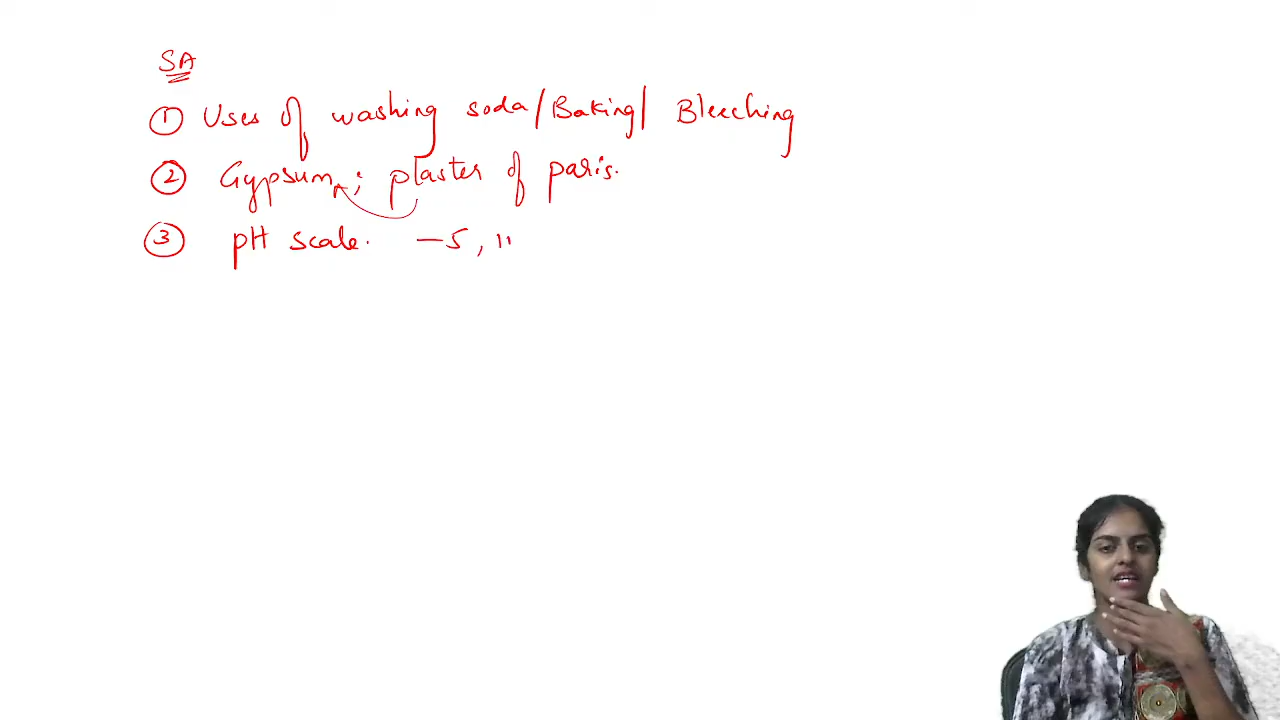 SA
① Uses of washing soda/Baking/ Bleeching
② Gypsum ; plaster of paris.
③ pH scale. — 5, 11